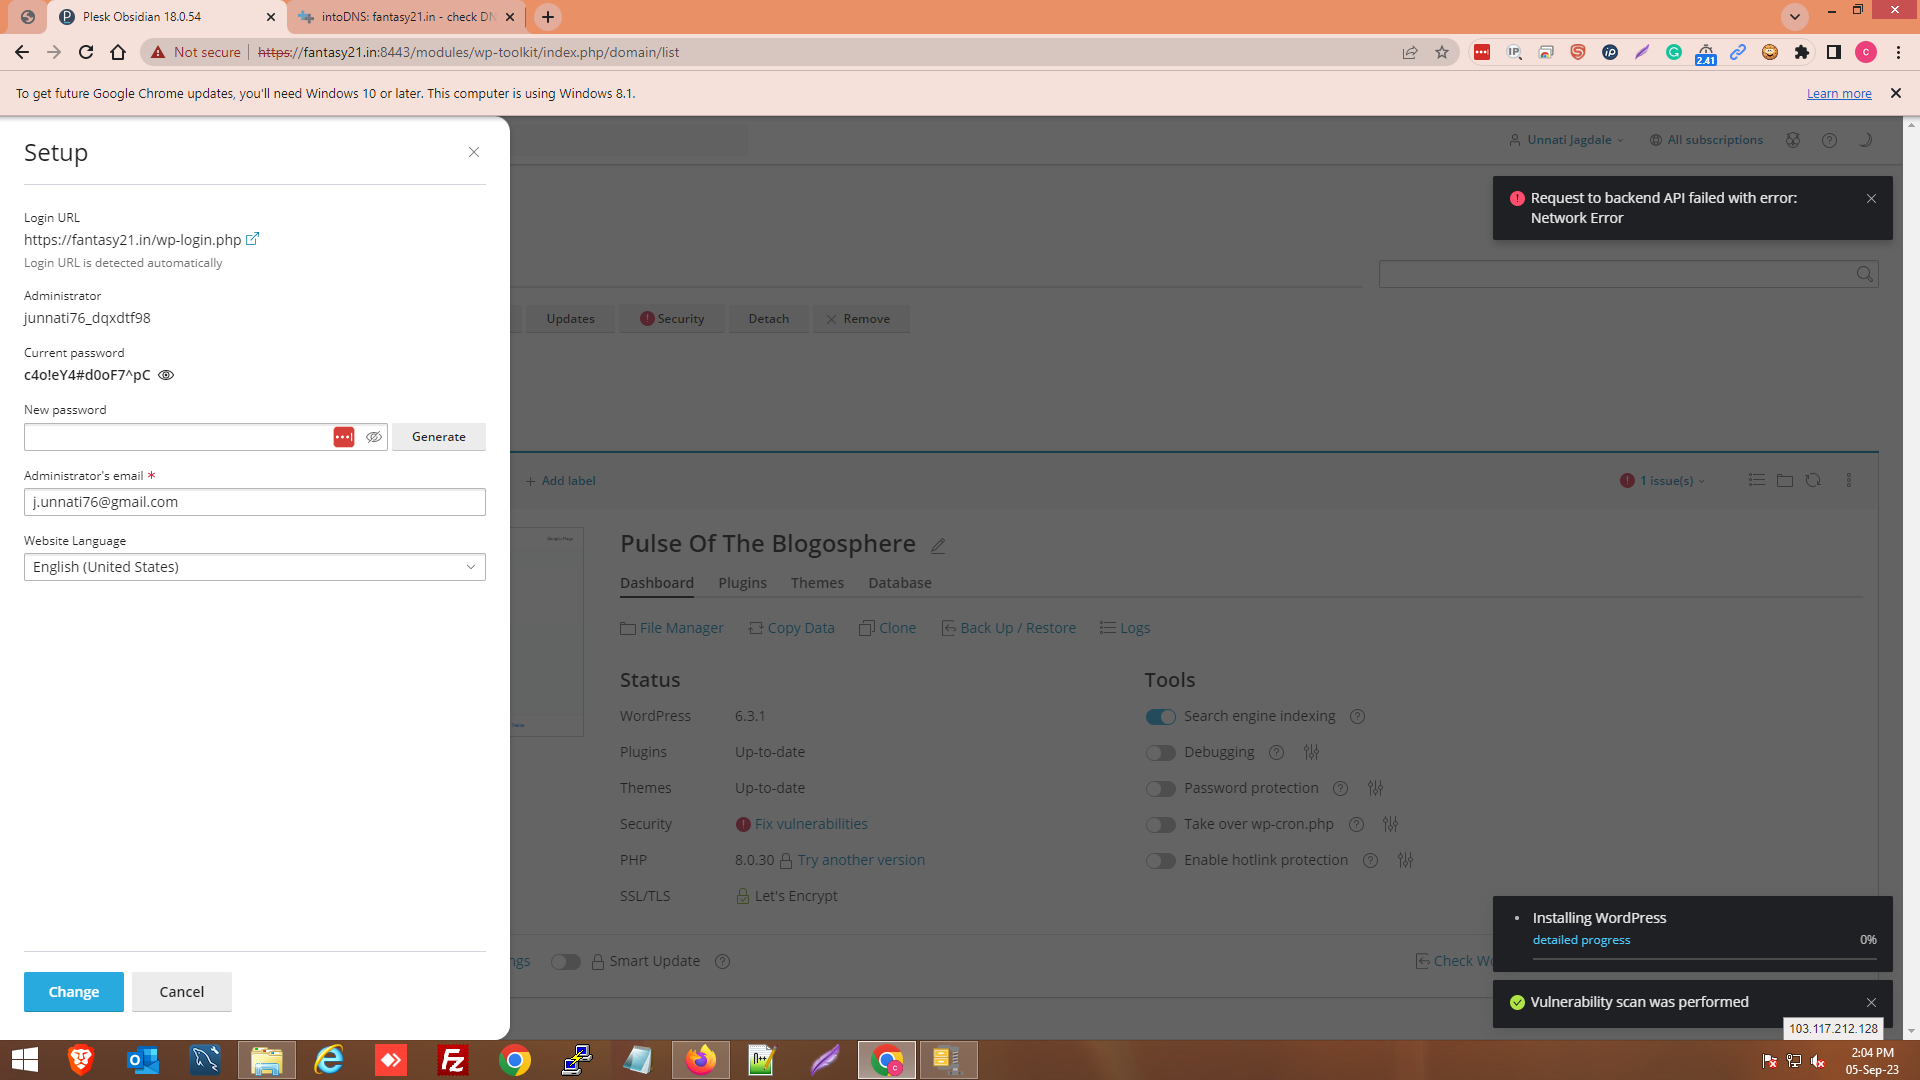 Plesk Obsidian 18.0.54
intoDNS: fantasy21.in - check DN
Not secure
https://fantasy21.in:8443/modules/wp-toolkit/index.php/domain/list
2.41
To get future Google Chrome updates, you'll need Windows 10 or later. This computer is using Windows 8.1.
Learn more
Setup
Login URL
https://fantasy21.in/wp-login.php
Login URL is detected automatically
Administrator
junnati76_dqxdtf98
Current password
c4o!eY4#d0oF7^pC
New password
Generate
Administrator's email *
j.unnati76@gmail.com
Website Language
English (United States)
Change
Cancel
Unnati Jagdale
All subscriptions
Request to backend API failed with error:
Network Error
Updates
Security
Detach
Remove
Add label
1 issue(s)
Pulse Of The Blogosphere
Dashboard
Plugins
Themes
Database
File Manager
Copy Data
Clone
Back Up / Restore
Logs
Status
WordPress 6.3.1
Plugins Up-to-date
Themes Up-to-date
Security Fix vulnerabilities
PHP 8.0.30 Try another version
SSL/TLS Let's Encrypt
Tools
Search engine indexing
Debugging
Password protection
Take over wp-cron.php
Enable hotlink protection
ngs
Smart Update
Check Wo
Installing WordPress
detailed progress 0%
Vulnerability scan was performed
103.117.212.128
2:04 PM
05-Sep-23